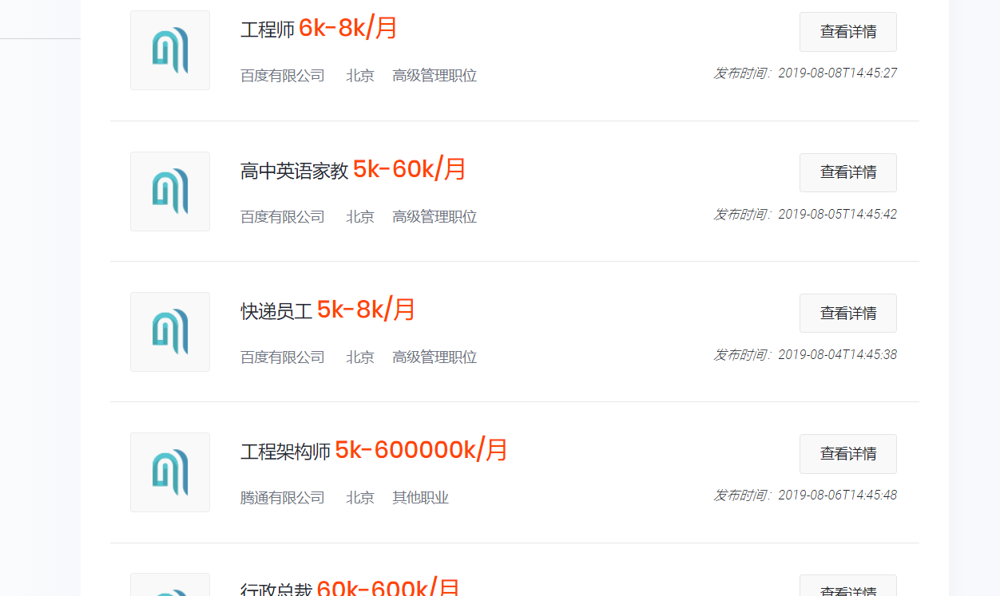 工程师 6k-8k/月 查看详情
百度有限公司 北京 高级管理职位 发布时间：2019-08-08T14:45:27
高中英语家教 5k-60k/月 查看详情
百度有限公司 北京 高级管理职位 发布时间：2019-08-05T14:45:42
快递员工 5k-8k/月 查看详情
百度有限公司 北京 高级管理职位 发布时间：2019-08-04T14:45:38
工程架构师 5k-600000k/月 查看详情
腾通有限公司 北京 其他职业 发布时间：2019-08-06T14:45:48
行政总裁 60k-600k/月 查看详情